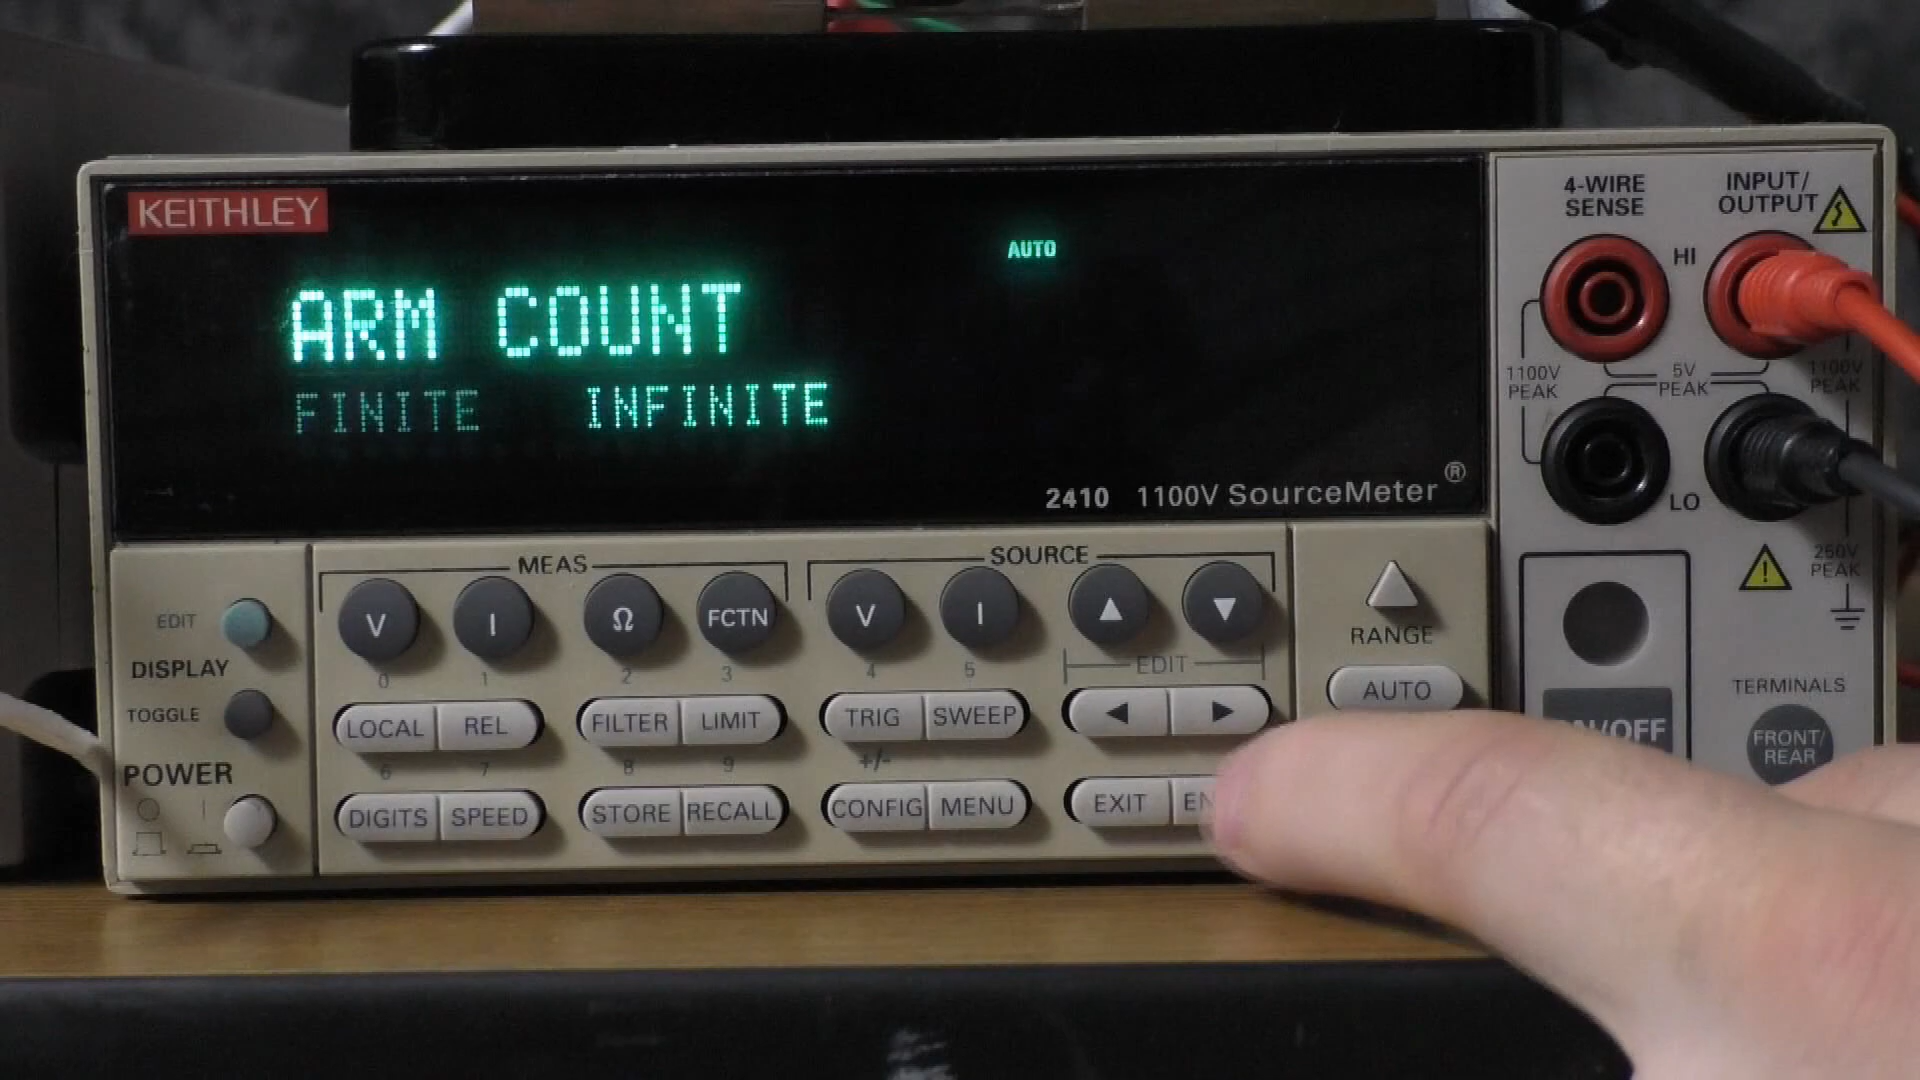 KEITHLEY
AUTO
ARM COUNT
FINITE INFINITE
2410 1100V SourceMeter®
4-WIRE SENSE
INPUT/OUTPUT
HI
1100V PEAK
5V PEAK
1100V PEAK
LO
250V PEAK
MEAS
SOURCE
EDIT
DISPLAY
TOGGLE
POWER
V I Ω FCTN V I
RANGE
0 1 2 3 4 5
EDIT
AUTO
LOCAL REL FILTER LIMIT TRIG SWEEP
6 7 8 9 +/-
DIGITS SPEED STORE RECALL CONFIG MENU EXIT
TERMINALS
FRONT/REAR